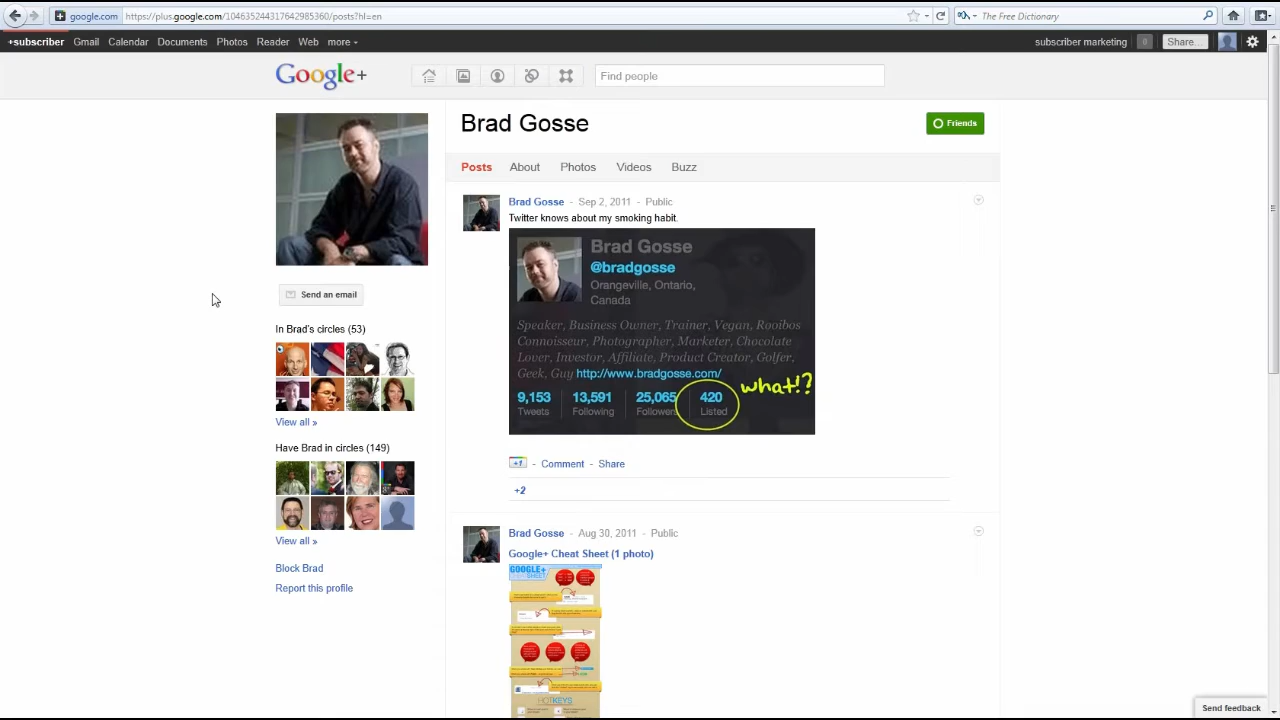 google.com https://plus.google.com/104635244317642985360/posts?hl=en The Free Dictionary
+subscriber Gmail Calendar Documents Photos Reader Web more subscriber marketing 0 Share...
Google+ Find people
Brad Gosse Friends
Posts About Photos Videos Buzz
Brad Gosse - Sep 2, 2011 - Public
Twitter knows about my smoking habit.
Brad Gosse
@bradgosse
Orangeville, Ontario,
Canada
Speaker, Business Owner, Trainer, Vegan, Rooibos
Connoisseur, Photographer, Marketer, Chocolate
Lover, Investor, Affiliate, Product Creator, Golfer,
Geek, Guy http://www.bradgosse.com/
9,153 13,591 25,065 420 what!?
Tweets Following Followers Listed
+1 - Comment - Share
+2
Send an email
In Brad's circles (53)
View all »
Have Brad in circles (149)
View all »
Block Brad
Report this profile
Brad Gosse - Aug 30, 2011 - Public
Google+ Cheat Sheet (1 photo)
GOOGLE+
SHEET
HOTKEYS
Send feedback